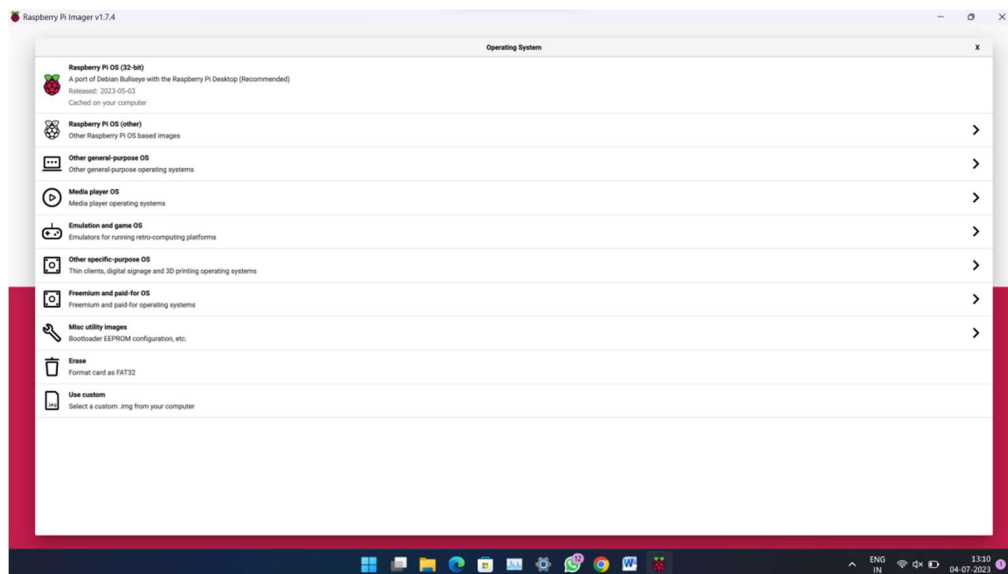 Raspberry Pi Imager v1.7.4
Operating System
X
Raspberry Pi OS (32-bit)
A port of Debian Bullseye with the Raspberry Pi Desktop (Recommended)
Released: 2023-05-03
Cached on your computer
Raspberry Pi OS (other)
Other Raspberry Pi OS based images
Other general-purpose OS
Other general-purpose operating systems
Media player OS
Media player operating systems
Emulation and game OS
Emulators for running retro-computing platforms
Other specific-purpose OS
Thin clients, digital signage and 3D printing operating systems
Freemium and paid-for OS
Freemium and paid-for operating systems
Misc utility images
Bootloader EEPROM configuration, etc.
Erase
Format card as FAT32
.img
Use custom
Select a custom .img from your computer
12
W
ENG
IN
13:10
04-07-2023